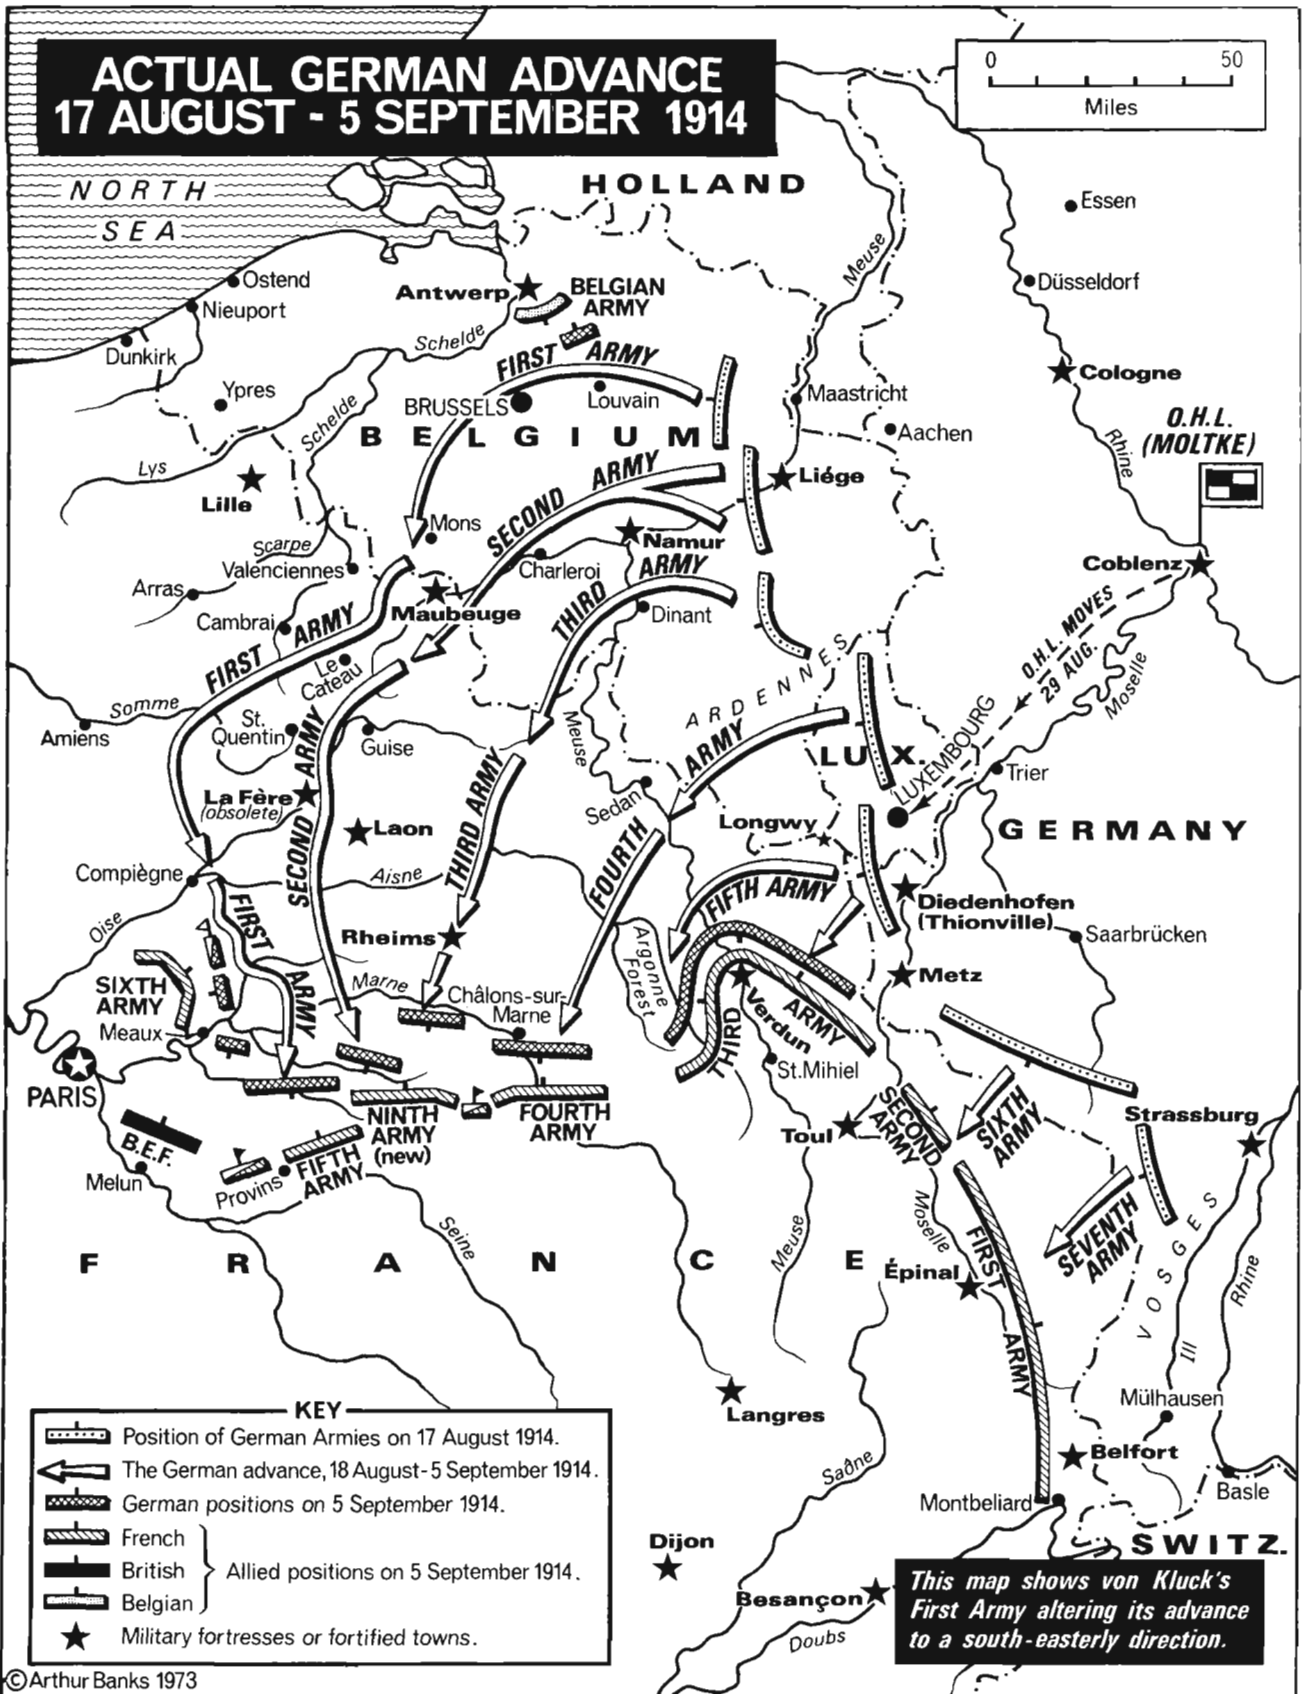 ACTUAL GERMAN ADVANCE
17 AUGUST - 5 SEPTEMBER 1914
0 50
Miles
NORTH
SEA
HOLLAND
Essen
Meuse
Ostend
Nieuport
Dunkirk
Antwerp
BELGIAN
ARMY
Düsseldorf
Schelde
FIRST ARMY
Ypres
BRUSSELS
Louvain
Maastricht
Cologne
Schelde
BELGIUM
Aachen
Rhine
O.H.L.
(MOLTKE)
Lys
Lille
SECOND ARMY
Liége
Mons
Namur
Scarpe
Valenciennes
Charleroi
Coblenz
Arras
Maubeuge
THIRD ARMY
Dinant
Cambrai
FIRST ARMY
Le
Cateau
O.H.L. MOVES
29 AUG.
Moselle
ARDENNES
Somme
Amiens
St.
Quentin
Guise
Meuse
ARMY
LUX.
LUXEMBOURG
Trier
La Fère
(obsolete)
SECOND ARMY
Laon
THIRD ARMY
Sedan
FOURTH
Longwy
GERMANY
Compiègne
Aisne
FIFTH ARMY
Diedenhofen
(Thionville)
Oise
FIRST
ARMY
Rheims
Argonne
Forest
Saarbrücken
Metz
SIXTH
ARMY
Marne
Châlons-sur-
Marne
Meaux
Verdun
THIRD ARMY
St.Mihiel
PARIS
NINTH
ARMY
(new)
FOURTH
ARMY
SECOND
ARMY
SIXTH
ARMY
Strassburg
B.E.F.
Toul
Melun
Provins
FIFTH
ARMY
Seine
Meuse
Moselle
SEVENTH
ARMY
VOSGES
Rhine
FRANCE
Épinal
FIRST ARMY
Ill
Langres
Mülhausen
Belfort
Saône
Montbeliard
Basle
Dijon
SWITZ.
Besançon
Doubs
KEY
Position of German Armies on 17 August 1914.
The German advance, 18 August-5 September 1914.
German positions on 5 September 1914.
French
British
Belgian
Allied positions on 5 September 1914.
Military fortresses or fortified towns.
This map shows von Kluck's
First Army altering its advance
to a south-easterly direction.
© Arthur Banks 1973